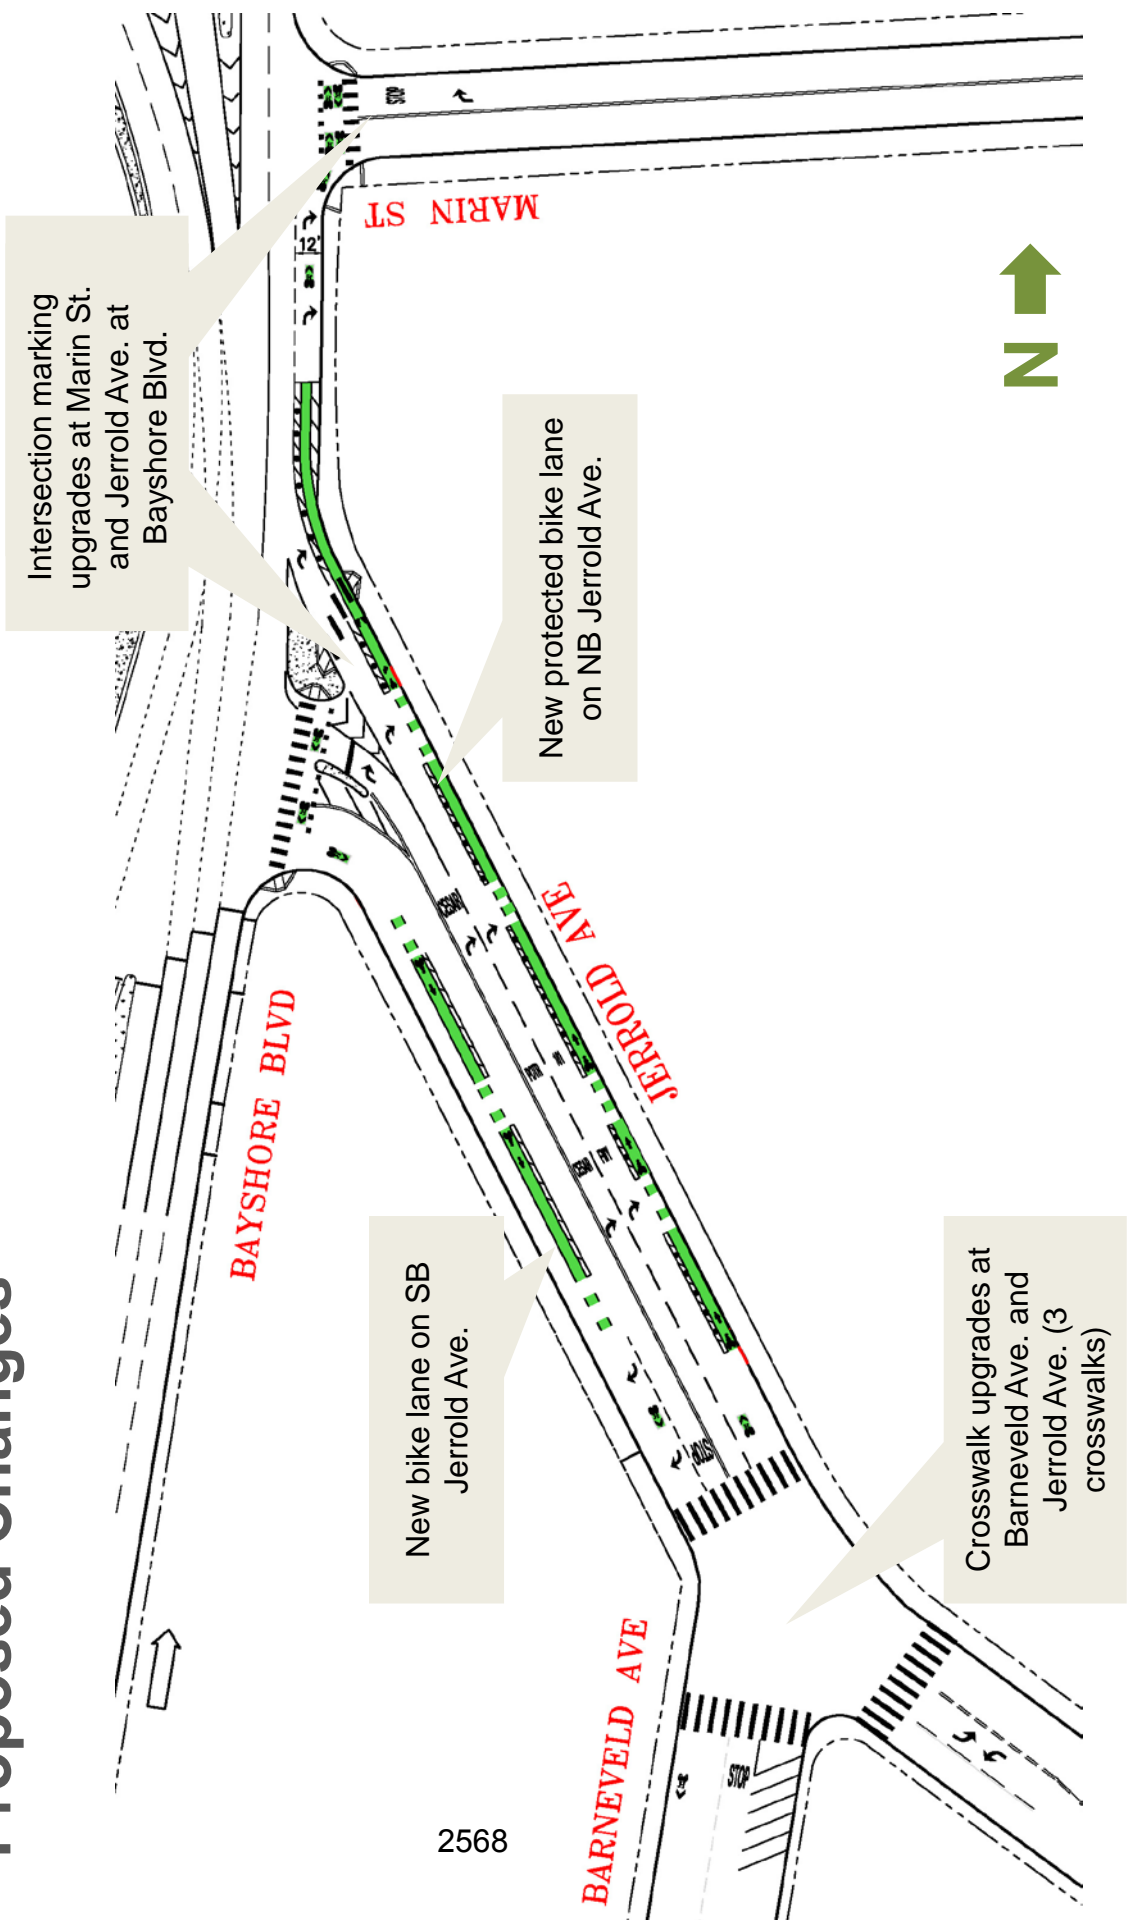 Proposed Changes
Intersection marking
upgrades at Marin St.
and Jerrold Ave. at
Bayshore Blvd.
New protected bike lane
on NB Jerrold Ave.
New bike lane on SB
Jerrold Ave.
Crosswalk upgrades at
Barneveld Ave. and
Jerrold Ave. (3
crosswalks)
BAYSHORE BLVD
JERROLD AVE
MARIN ST
BARNEVELD AVE
N
STOP
12'
STOP
STOP
2568